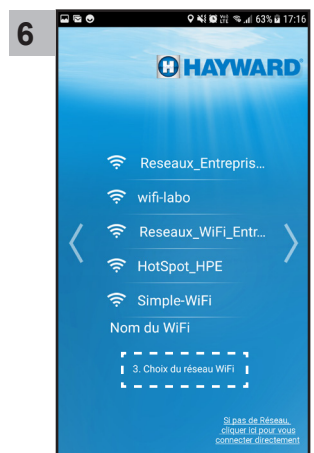 6
63% 17:16
HAYWARD
Reseaux_Entrepris...
wifi-labo
Reseaux_WiFi_Entr...
HotSpot_HPE
Simple-WiFi
Nom du WiFi
3. Choix du réseau WiFi
Si pas de Réseau,
cliquer ici pour vous
connecter directement